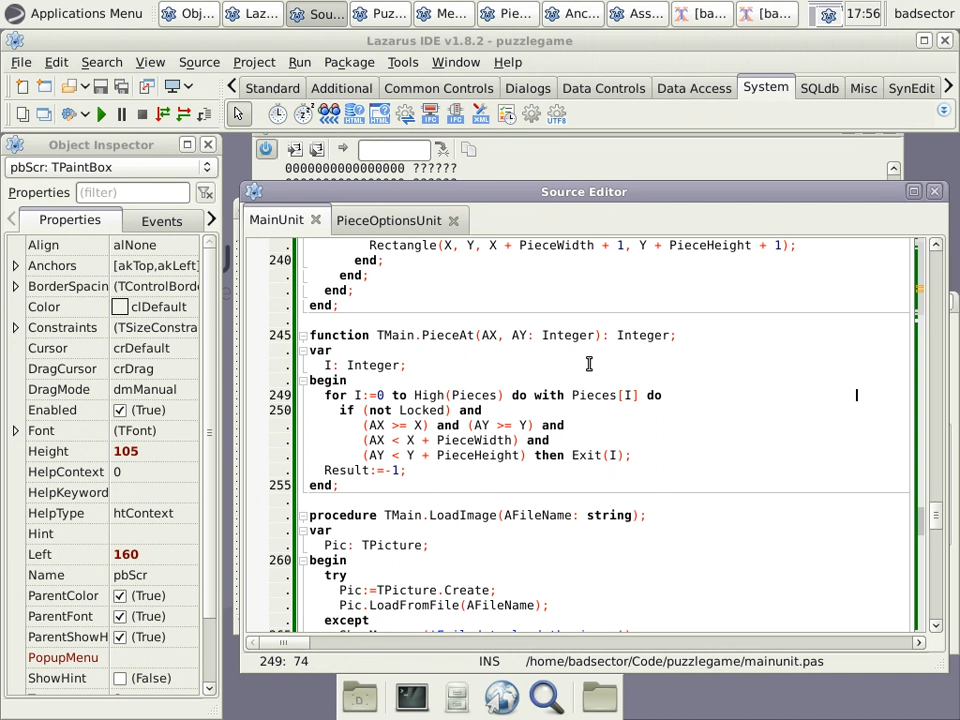 Applications Menu Obj... Laz... Sou... Puz... Me... Pie... Anc... Ass... [ba... [ba... 17:56 badsector
Lazarus IDE v1.8.2 - puzzlegame
File Edit Search View Source Project Run Package Tools Window Help
Standard Additional Common Controls Dialogs Data Controls Data Access System SQLdb Misc SynEdit
Object Inspector
pbScr: TPaintBox
Properties (filter)
Properties Events
Align alNone
Anchors [akTop,akLeft]
BorderSpacin (TControlBorde
Color clDefault
Constraints (TSizeConstra
Cursor crDefault
DragCursor crDrag
DragMode dmManual
Enabled (True)
Font (TFont)
Height 105
HelpContext 0
HelpKeyword
HelpType htContext
Hint
Left 160
Name pbScr
ParentColor (True)
ParentFont (True)
ParentShowH (True)
PopupMenu
ShowHint (False)
0000000000000000 ??????
Source Editor
MainUnit PieceOptionsUnit
. Rectangle(X, Y, X + PieceWidth + 1, Y + PieceHeight + 1);
240 end;
. end;
. end;
. end;
.
245 function TMain.PieceAt(AX, AY: Integer): Integer;
. var
. I: Integer;
. begin
249 for I:=0 to High(Pieces) do with Pieces[I] do
250 if (not Locked) and
. (AX >= X) and (AY >= Y) and
. (AX < X + PieceWidth) and
. (AY < Y + PieceHeight) then Exit(I);
. Result:=-1;
255 end;
.
. procedure TMain.LoadImage(AFileName: string);
. var
. Pic: TPicture;
260 begin
. try
. Pic:=TPicture.Create;
. Pic.LoadFromFile(AFileName);
. except
249: 74 INS /home/badsector/Code/puzzlegame/mainunit.pas